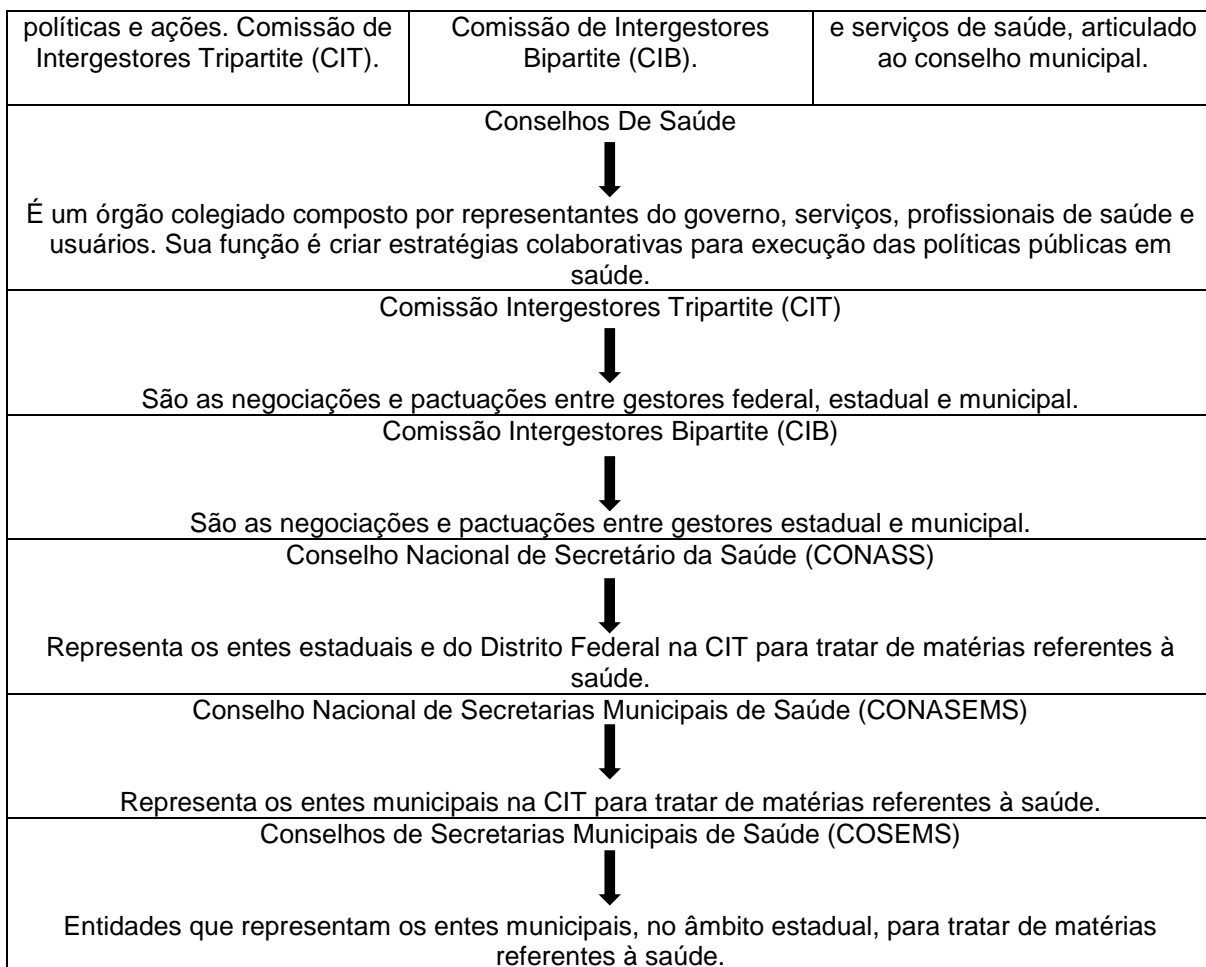 políticas e ações. Comissão de
Intergestores Tripartite (CIT).
Comissão de Intergestores
Bipartite (CIB).
e serviços de saúde, articulado
ao conselho municipal.
Conselhos De Saúde
É um órgão colegiado composto por representantes do governo, serviços, profissionais de saúde e
usuários. Sua função é criar estratégias colaborativas para execução das políticas públicas em
saúde.
Comissão Intergestores Tripartite (CIT)
São as negociações e pactuações entre gestores federal, estadual e municipal.
Comissão Intergestores Bipartite (CIB)
São as negociações e pactuações entre gestores estadual e municipal.
Conselho Nacional de Secretário da Saúde (CONASS)
Representa os entes estaduais e do Distrito Federal na CIT para tratar de matérias referentes à
saúde.
Conselho Nacional de Secretarias Municipais de Saúde (CONASEMS)
Representa os entes municipais na CIT para tratar de matérias referentes à saúde.
Conselhos de Secretarias Municipais de Saúde (COSEMS)
Entidades que representam os entes municipais, no âmbito estadual, para tratar de matérias
referentes à saúde.